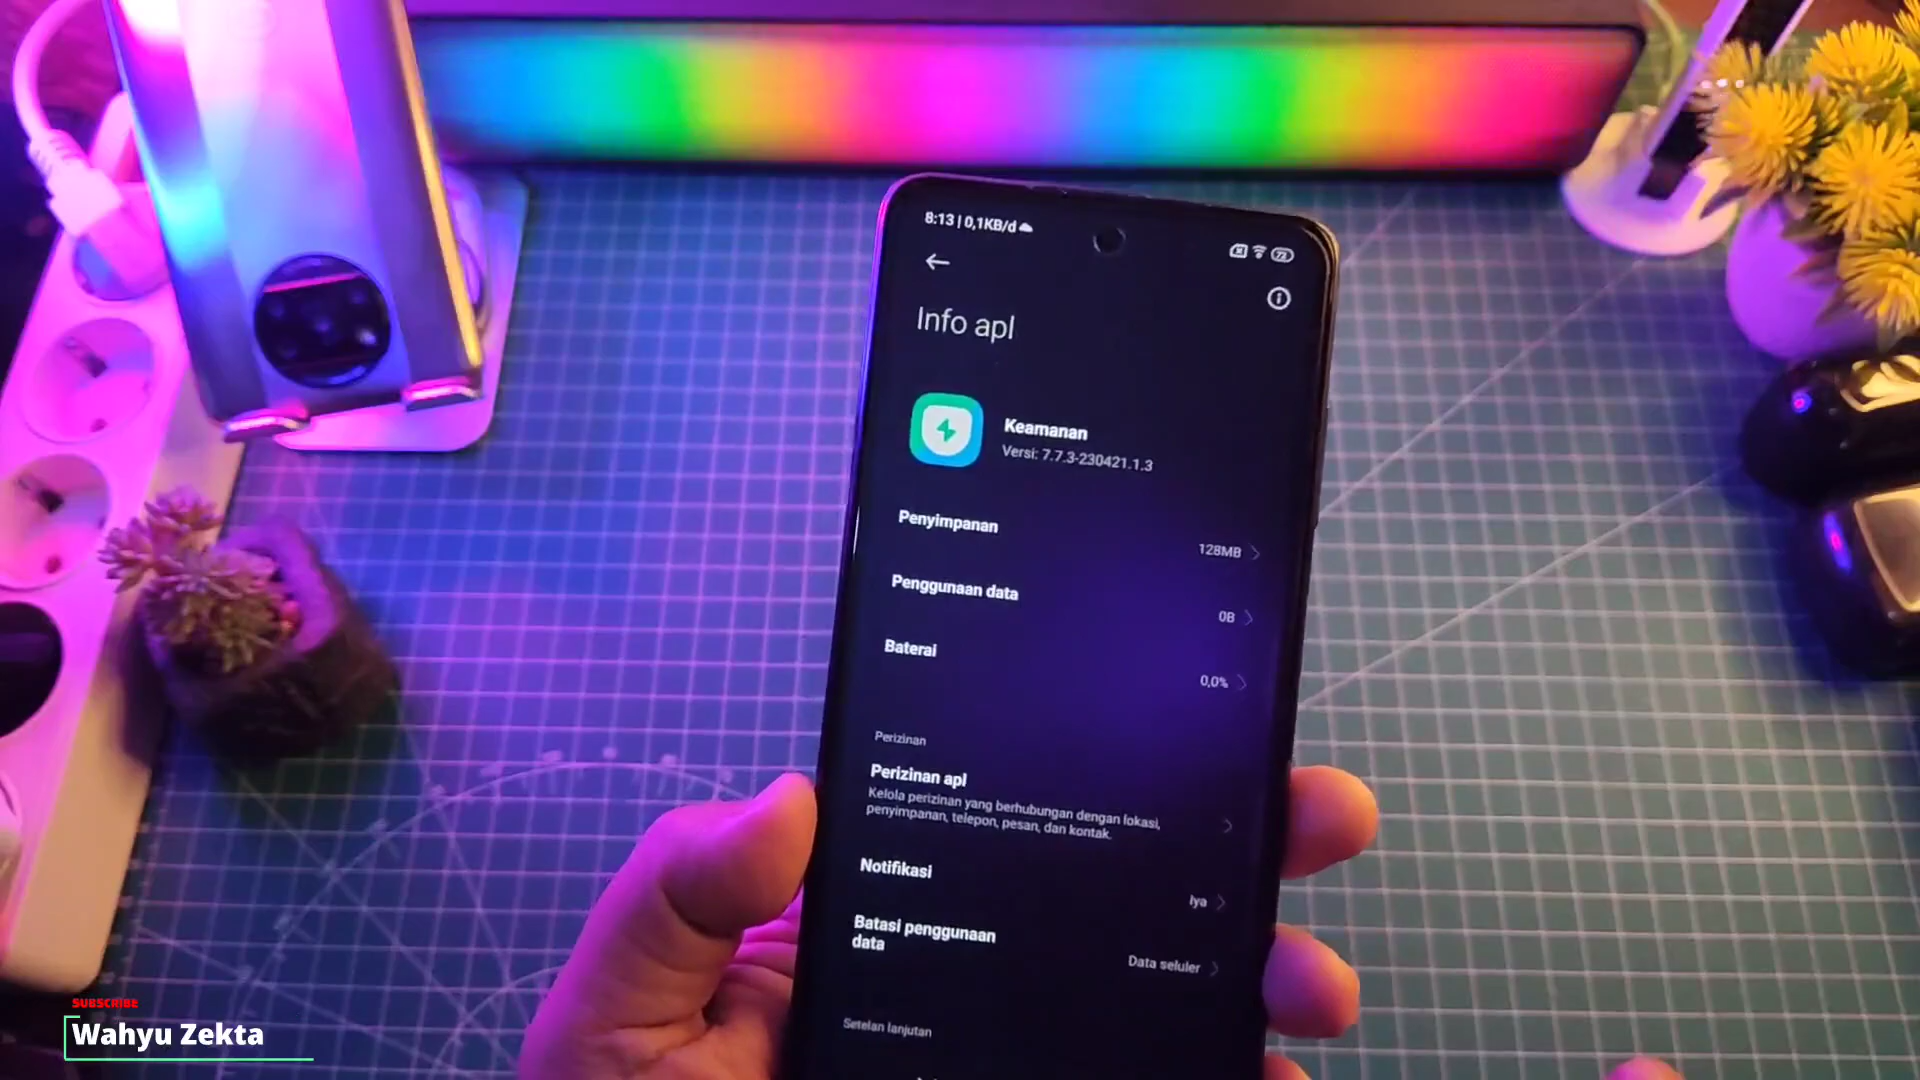 8:13 | 0,1KB/d
72
Info apl
Keamanan
Versi: 7.7.3-230421.1.3
Penyimpanan
128MB
Penggunaan data
0B
Baterai
0,0%
Perizinan
Perizinan apl
Kelola perizinan yang berhubungan dengan lokasi,
penyimpanan, telepon, pesan, dan kontak.
Notifikasi
Iya
Batasi penggunaan
data
Data seluler
Setelan lanjutan
SUBSCRIBE
Wahyu Zekta